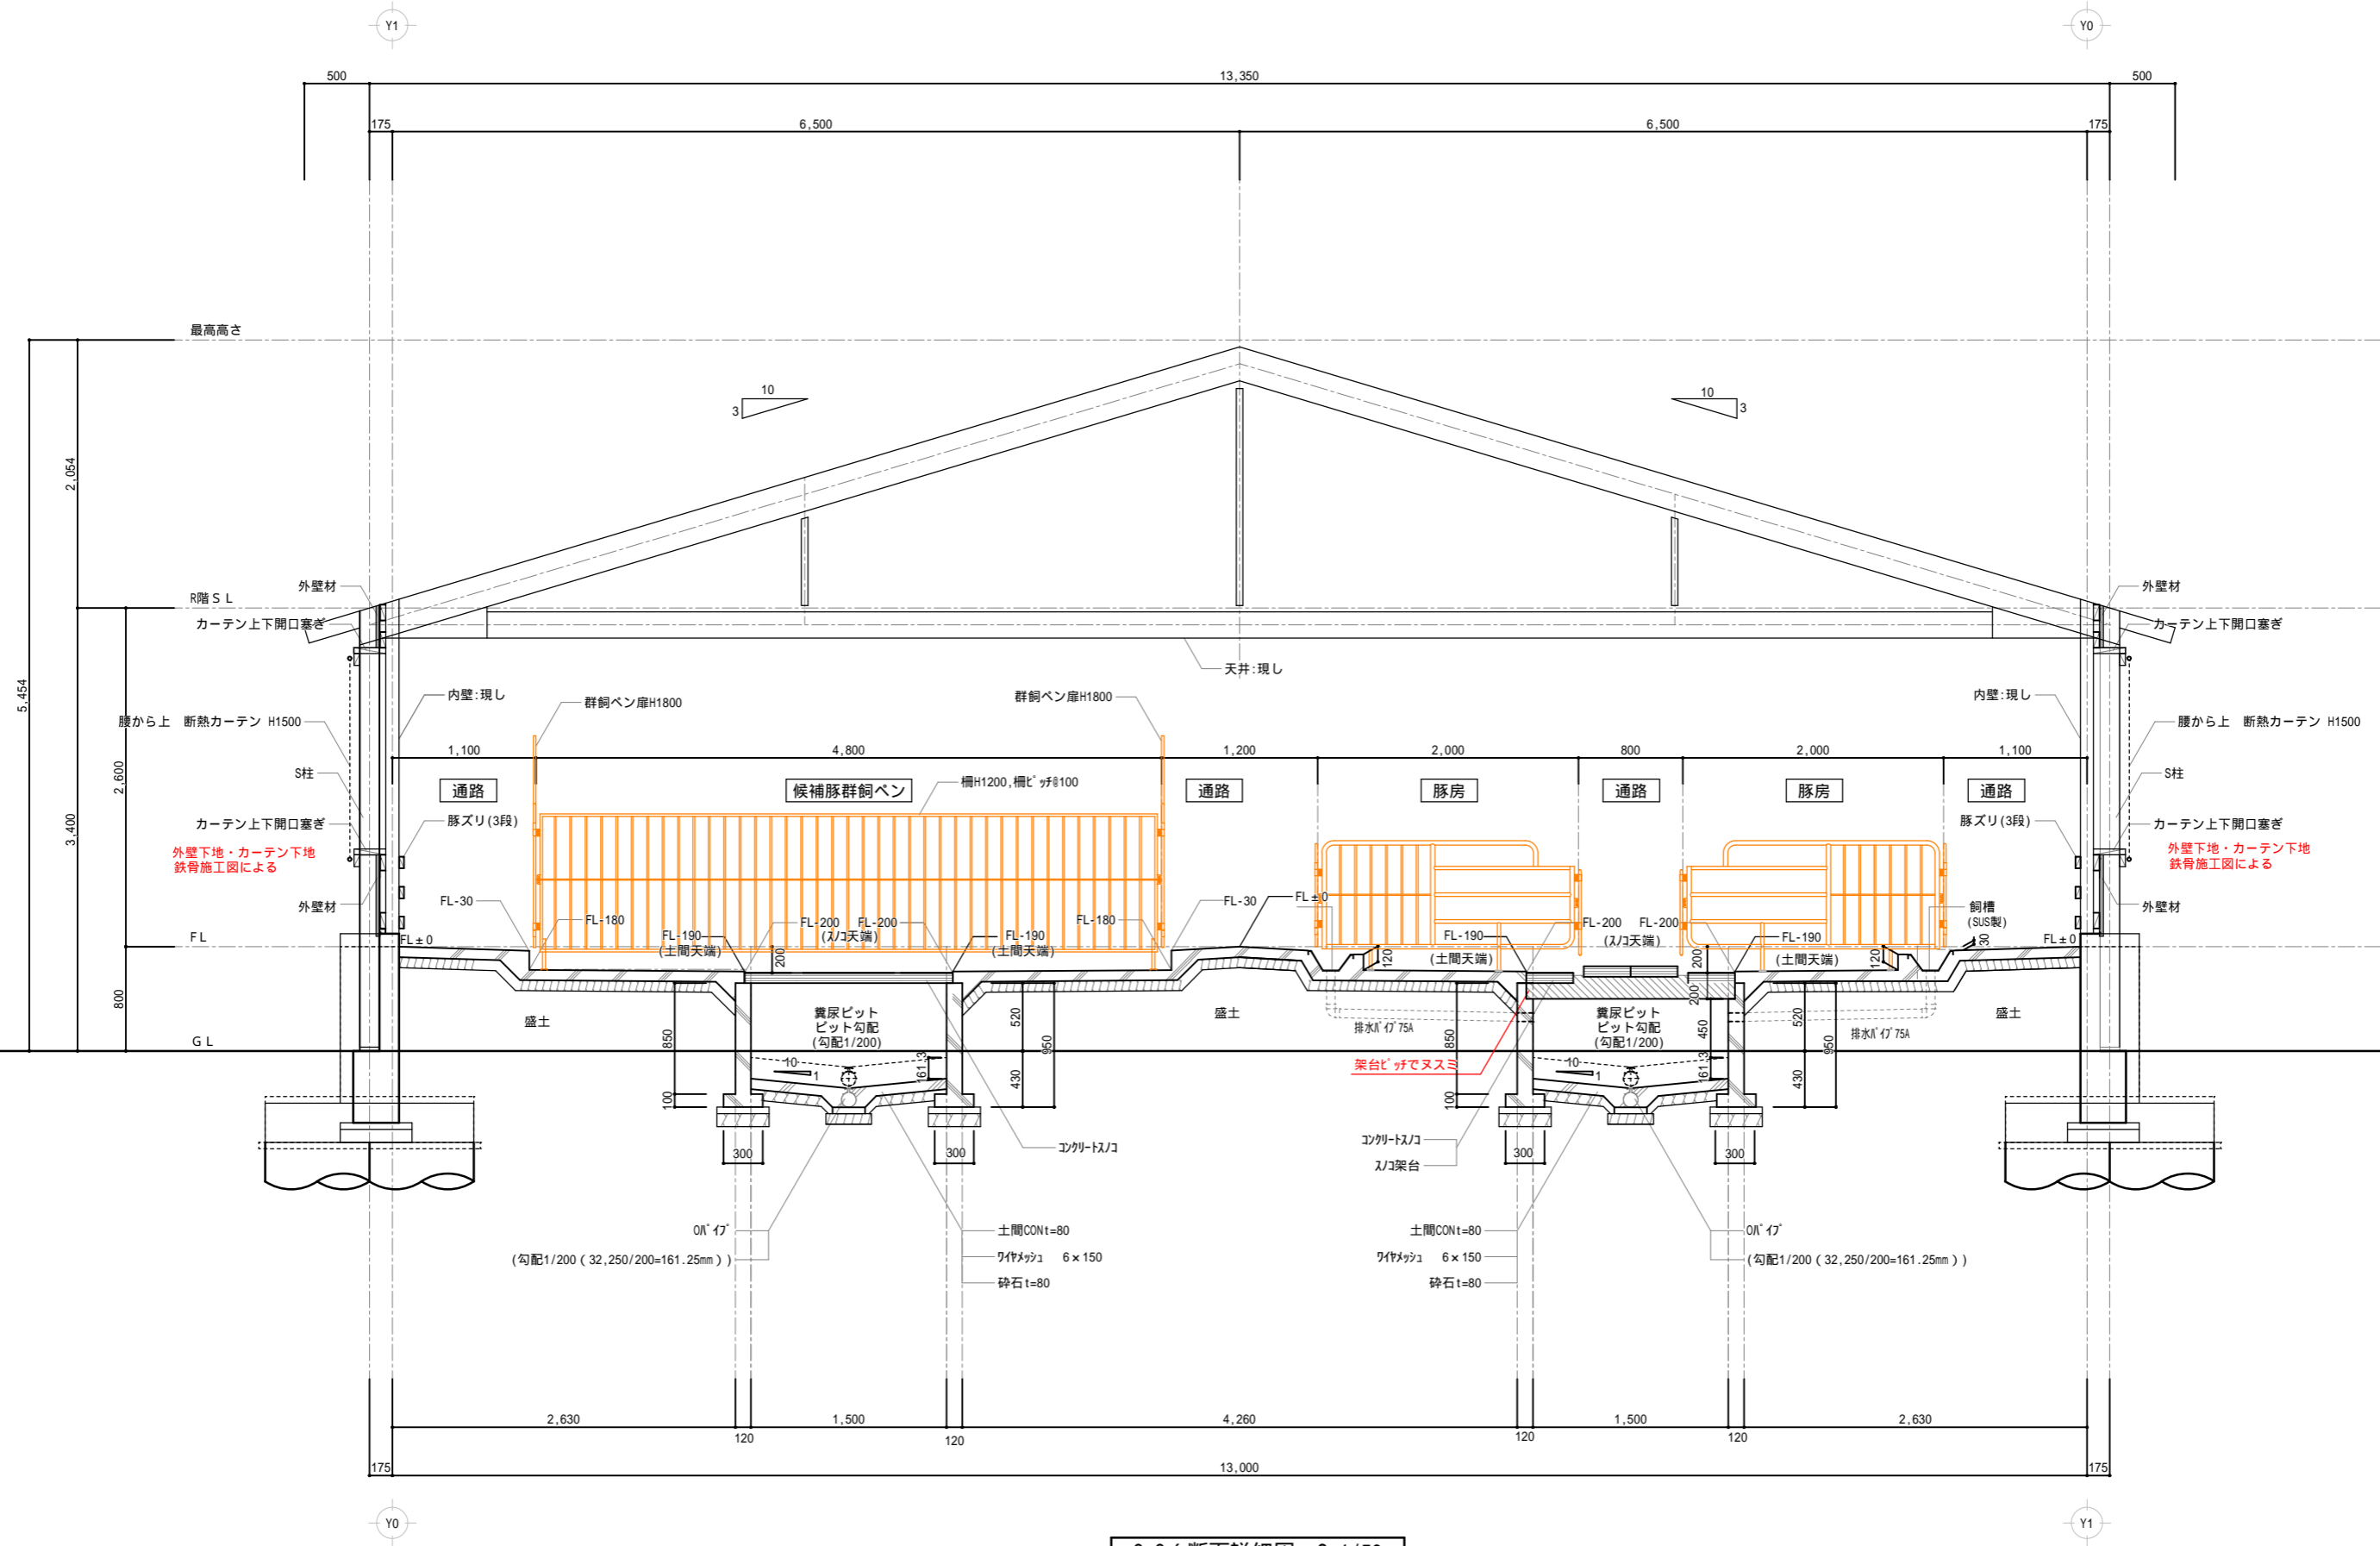 Y1
Y0
500
13,350
500
175
6,500
6,500
175
最高高さ
10
3
10
3
2,054
5,454
R階SL
外壁材
カーテン上下開口塞ぎ
外壁材
カーテン上下開口塞ぎ
天井:現し
内壁:現し
群飼ペン扉H1800
群飼ペン扉H1800
内壁:現し
腰から上 断熱カーテン H1500
腰から上 断熱カーテン H1500
1,100
4,800
1,200
2,000
800
2,000
1,100
S柱
S柱
2,600
3,400
通路
候補豚群飼ペン
柵H1200,柵ピッチ@100
通路
豚房
通路
豚房
通路
カーテン上下開口塞ぎ
豚ズリ(3段)
豚ズリ(3段)
カーテン上下開口塞ぎ
外壁下地・カーテン下地
鉄骨施工図による
外壁下地・カーテン下地
鉄骨施工図による
外壁材
外壁材
FL-30
FL-180
FL-200
FL-200
(スノコ天端)
FL-180
FL-30
FL±0
FL-200
FL-200
(スノコ天端)
飼槽
(SUS製)
FL
FL±0
FL-190
(土間天端)
200
FL-190
(土間天端)
120
FL-190
(土間天端)
200
FL-190
(土間天端)
120
30
FL±0
800
盛土
糞尿ピット
ピット勾配
(勾配1/200)
盛土
排水パイプ75A
糞尿ピット
ピット勾配
(勾配1/200)
排水パイプ75A
盛土
200
GL
850
520
950
850
450
520
950
10
1
161.3
430
架台ピッチでヌスミ
10
1
161.3
430
100
100
300
300
コンクリートスノコ
コンクリートスノコ
スノコ架台
300
300
Oパイプ
(勾配1/200(32,250/200=161.25mm))
土間CONt=80
ワイヤメッシュ 6×150
砕石t=80
土間CONt=80
ワイヤメッシュ 6×150
砕石t=80
Oパイプ
(勾配1/200(32,250/200=161.25mm))
2,630
120
1,500
120
4,260
120
1,500
120
2,630
175
13,000
175
Y0
Y1